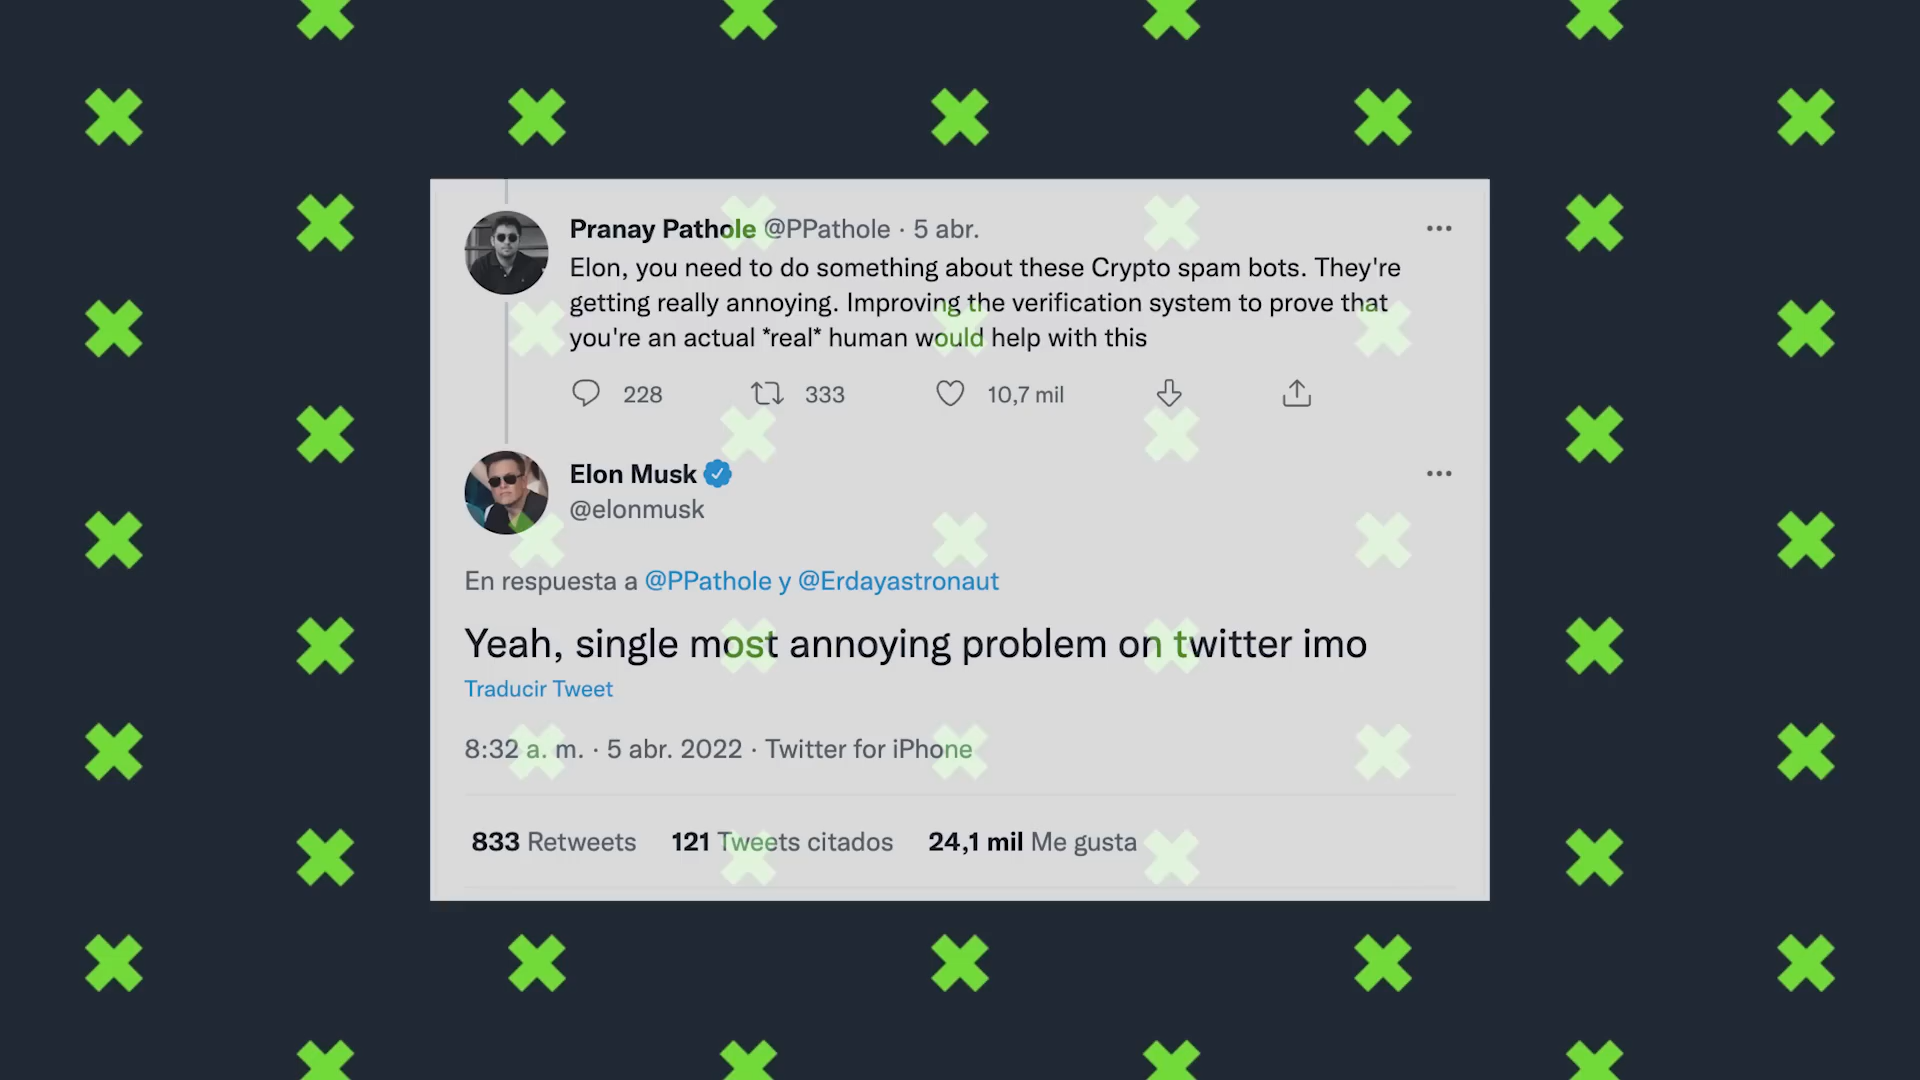 Pranay Pathole @PPathole · 5 abr.
Elon, you need to do something about these Crypto spam bots. They're
getting really annoying. Improving the verification system to prove that
you're an actual *real* human would help with this
228 333 10,7 mil
Elon Musk
@elonmusk
En respuesta a @PPathole y @Erdayastronaut
Yeah, single most annoying problem on twitter imo
Traducir Tweet
8:32 a. m. · 5 abr. 2022 · Twitter for iPhone
833 Retweets 121 Tweets citados 24,1 mil Me gusta